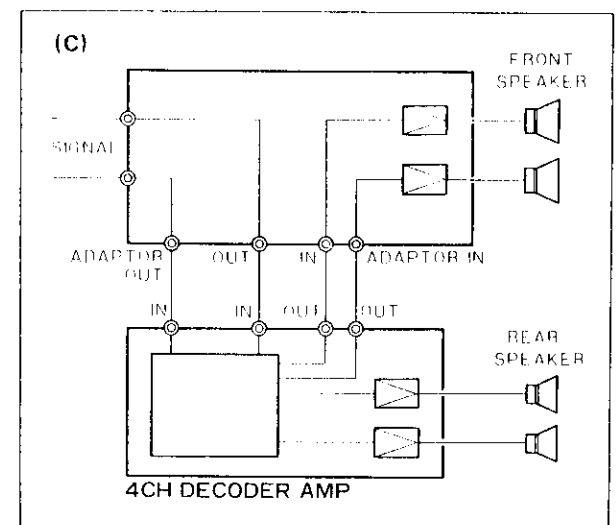 (C)
FRONT
SPEAKER
SIGNAL
ADAPTOR
OUT
OUT
IN
ADAPTOR IN
IN
IN
OUT
OUT
REAR
SPEAKER
4CH DECODER AMP